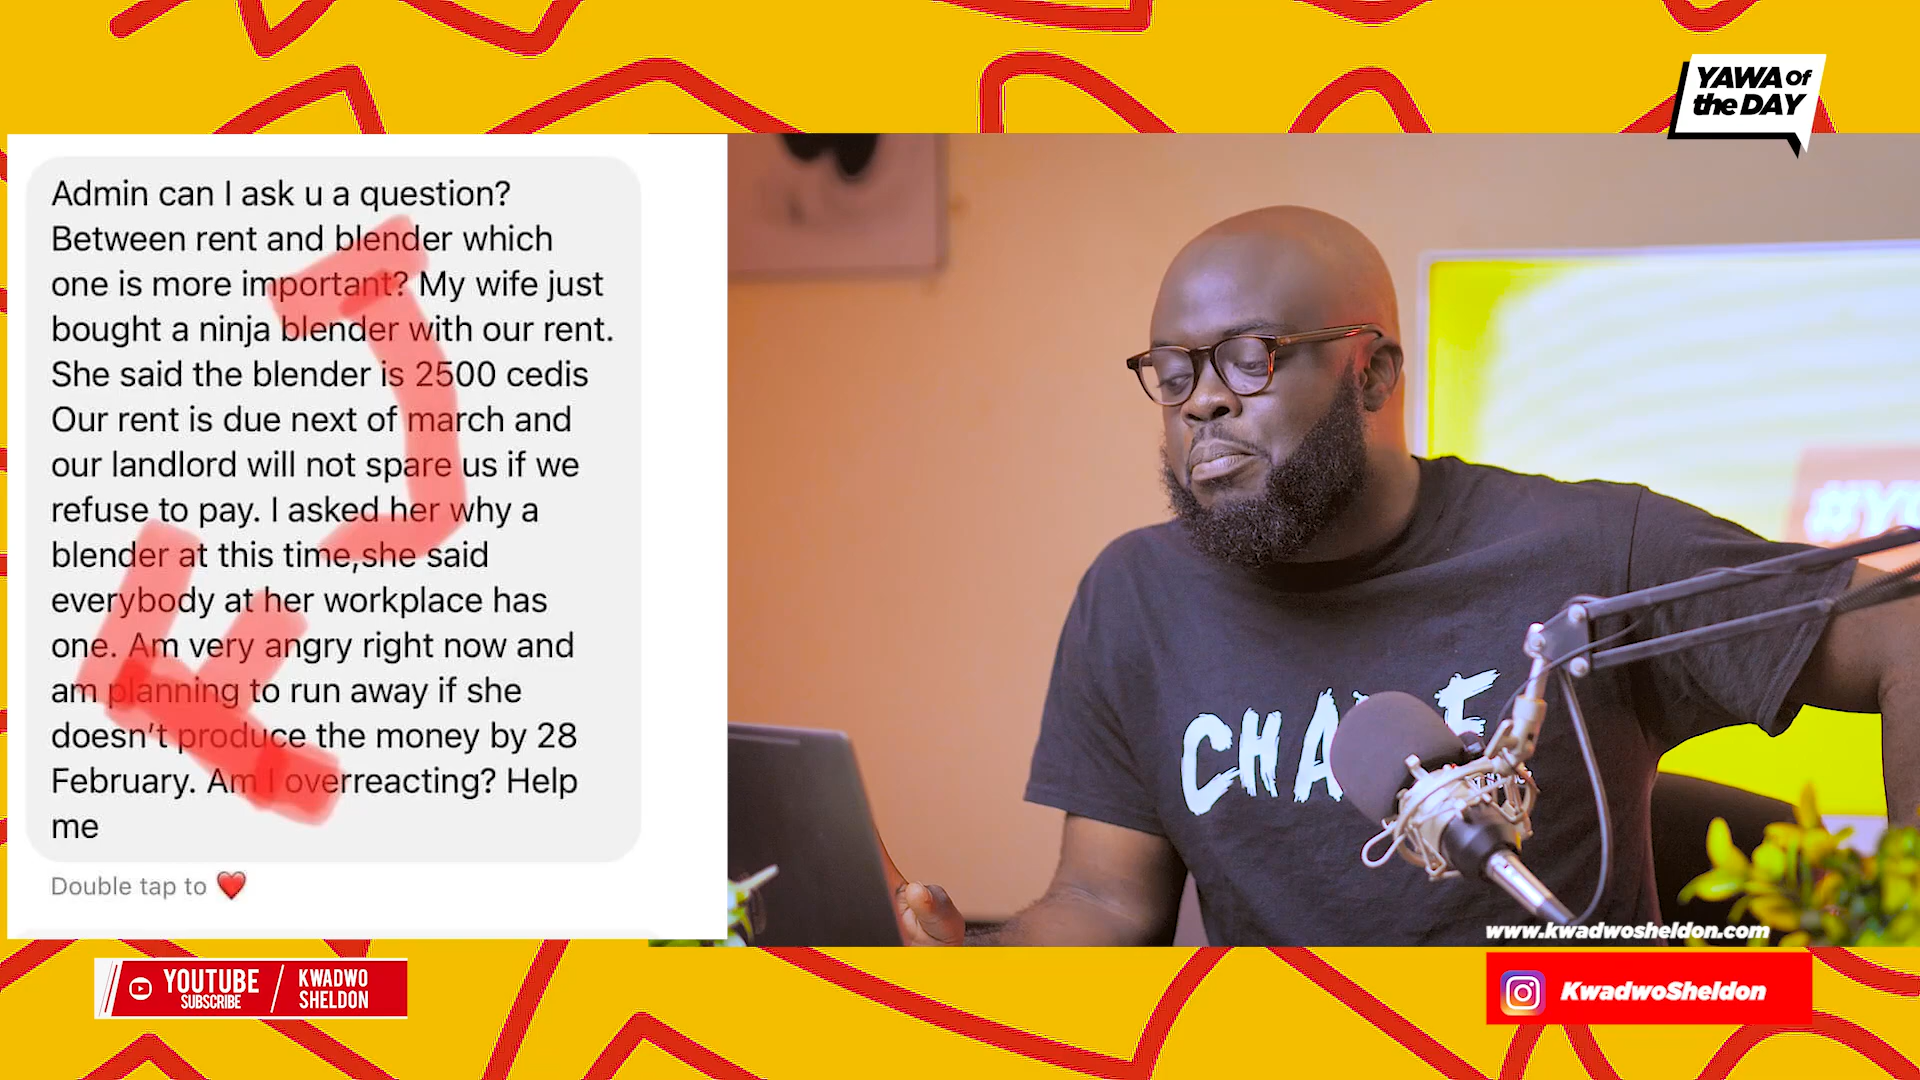 YAWA of
the DAY
Admin can I ask u a question?
Between rent and blender which
one is more important? My wife just
bought a ninja blender with our rent.
She said the blender is 2500 cedis
Our rent is due next of march and
our landlord will not spare us if we
refuse to pay. I asked her why a
blender at this time,she said
everybody at her workplace has
one. Am very angry right now and
am planning to run away if she
doesn't produce the money by 28
February. Am I overreacting? Help
me
Double tap to
www.kwadwosheldon.com
YOUTUBE
SUBSCRIBE
KWADWO
SHELDON
KwadwoSheldon